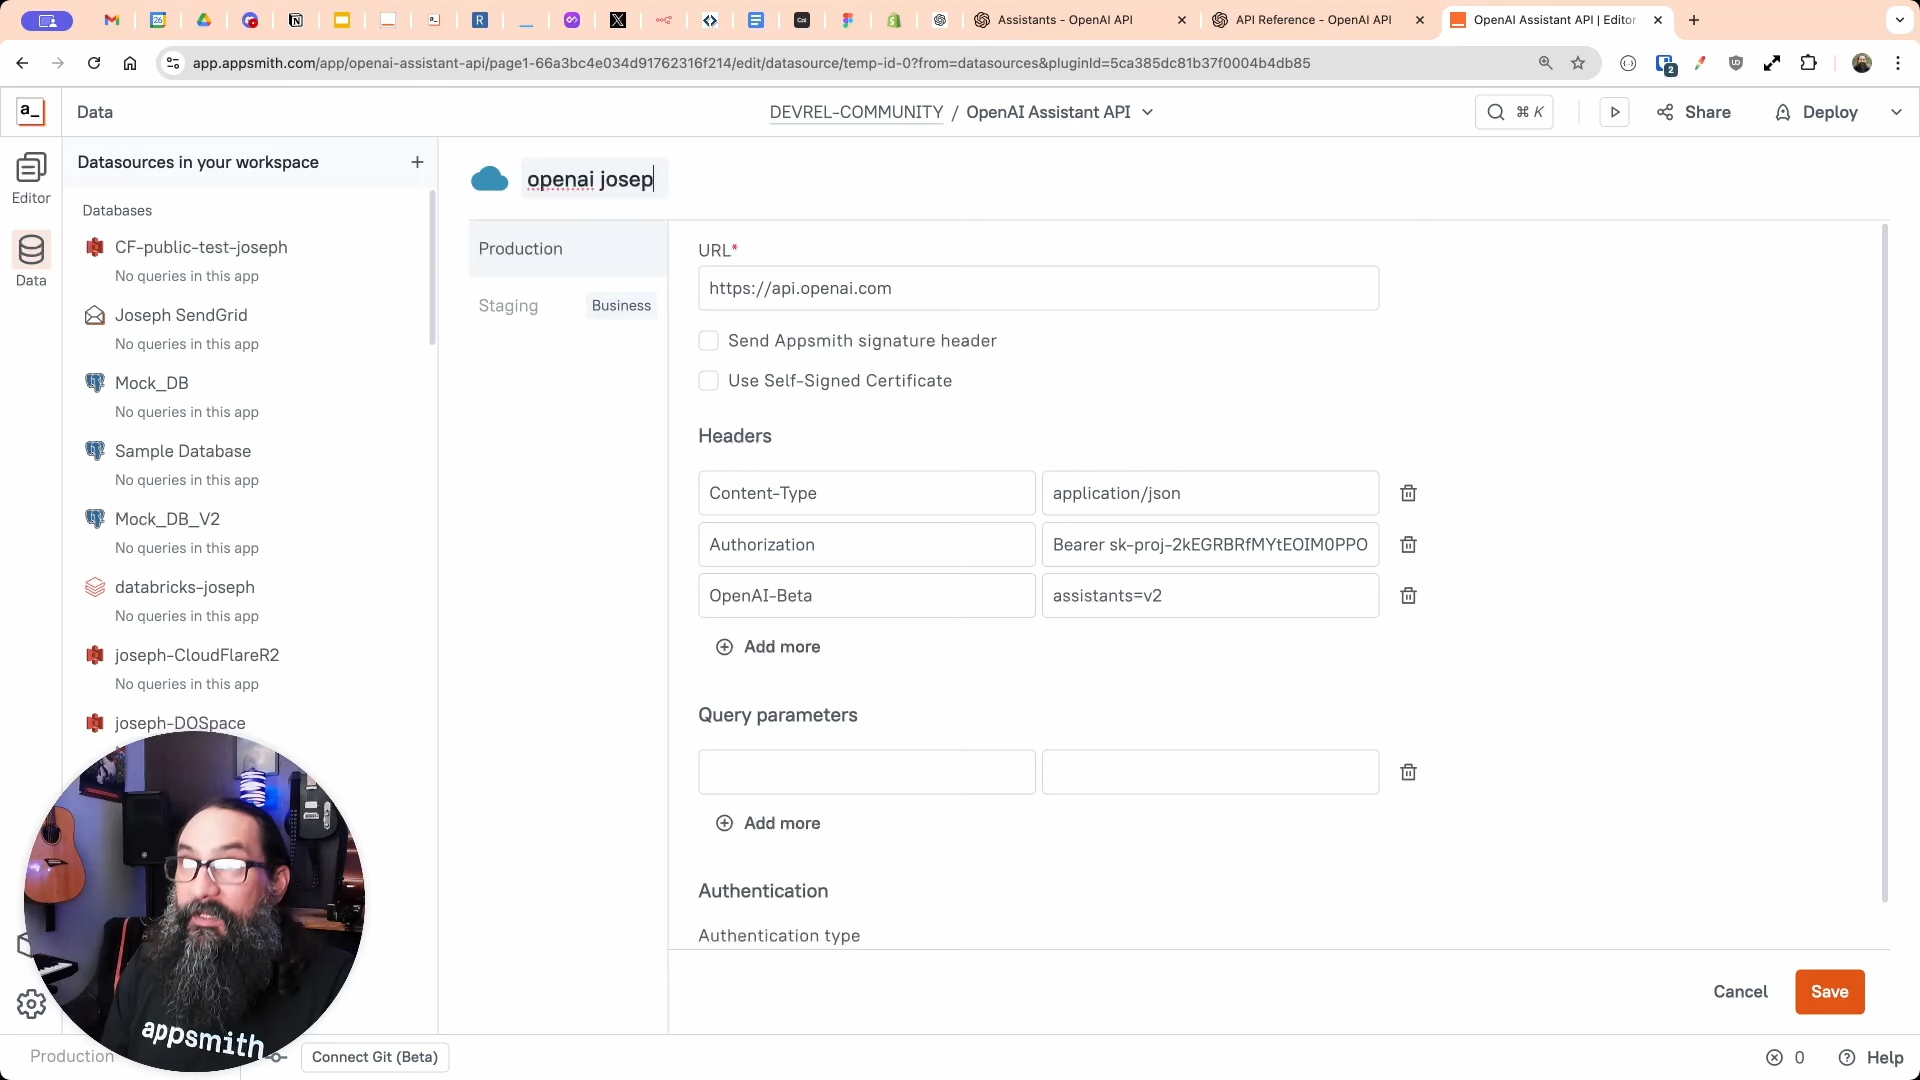 Assistants - OpenAI API
API Reference - OpenAI API
OpenAI Assistant API | Editor
app.appsmith.com/app/openai-assistant-api/page1-66a3bc4e034d91762316f214/edit/datasource/temp-id-0?from=datasources&pluginId=5ca385dc81b37f0004b4db85
2
a_
Data
DEVREL-COMMUNITY / OpenAI Assistant API
⌘ K
Share
Deploy
Editor
Data
Datasources in your workspace
Databases
CF-public-test-joseph
No queries in this app
Joseph SendGrid
No queries in this app
Mock_DB
No queries in this app
Sample Database
No queries in this app
Mock_DB_V2
No queries in this app
databricks-joseph
No queries in this app
joseph-CloudFlareR2
No queries in this app
joseph-DOSpace
openai josep
Production
Staging
Business
URL*
https://api.openai.com
Send Appsmith signature header
Use Self-Signed Certificate
Headers
Content-Type
application/json
Authorization
Bearer sk-proj-2kEGRBRfMYtEOIM0PPO
OpenAI-Beta
assistants=v2
Add more
Query parameters
Add more
Authentication
Authentication type
Cancel
Save
appsmith
Production
Connect Git (Beta)
0
Help